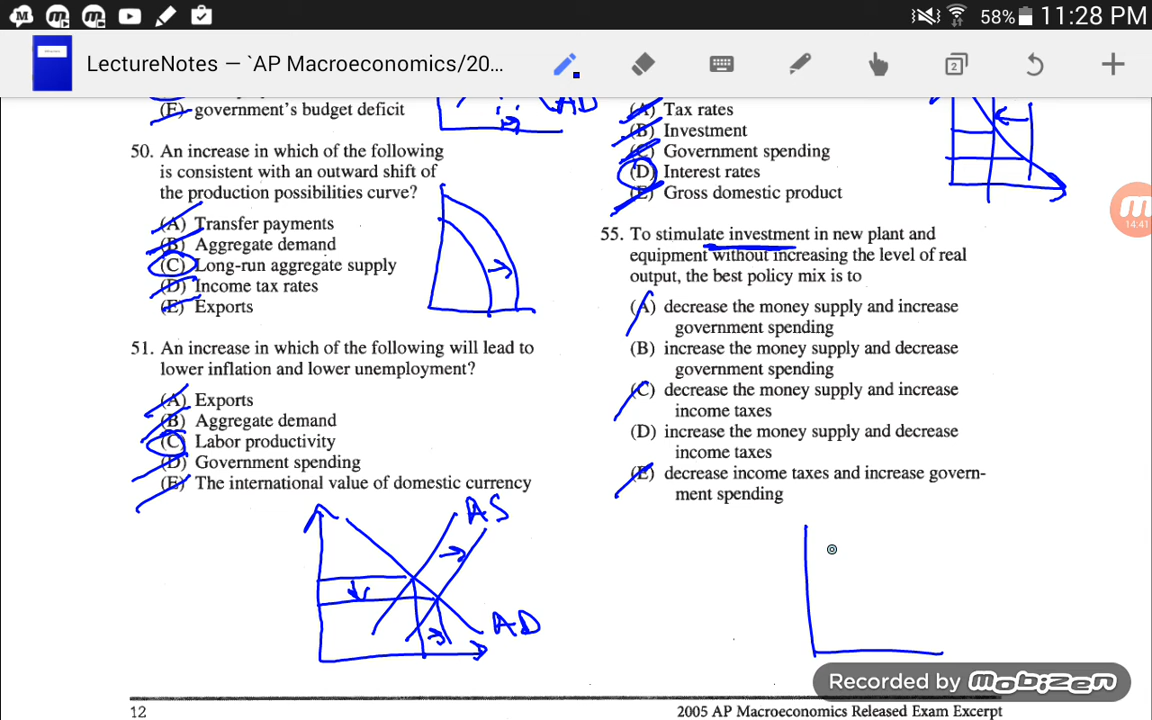 58% 11:28 PM
LectureNotes — `AP Macroeconomics/20...
(E) government's budget deficit
AD
50. An increase in which of the following
is consistent with an outward shift of
the production possibilities curve?
(A) Transfer payments
(B) Aggregate demand
(C) Long-run aggregate supply
(D) Income tax rates
(E) Exports
51. An increase in which of the following will lead to
lower inflation and lower unemployment?
(A) Exports
(B) Aggregate demand
(C) Labor productivity
(D) Government spending
(E) The international value of domestic currency
AS
AD
(A) Tax rates
(B) Investment
(C) Government spending
(D) Interest rates
(E) Gross domestic product
14:41
55. To stimulate investment in new plant and
equipment without increasing the level of real
output, the best policy mix is to
(A) decrease the money supply and increase
government spending
(B) increase the money supply and decrease
government spending
(C) decrease the money supply and increase
income taxes
(D) increase the money supply and decrease
income taxes
(E) decrease income taxes and increase govern-
ment spending
Recorded by mobizen
12
2005 AP Macroeconomics Released Exam Excerpt